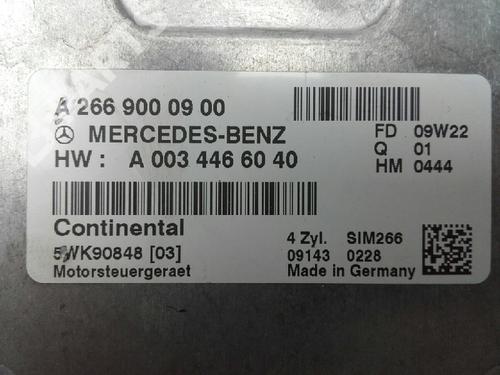 A 266 900 09 00
MERCEDES-BENZ
HW : A 003 446 60 40
FD 09W22
Q 01
HM 0444
Continental
5WK90848 [03]
Motorsteuergeraet
4 Zyl. SIM266
09143 0228
Made in Germany